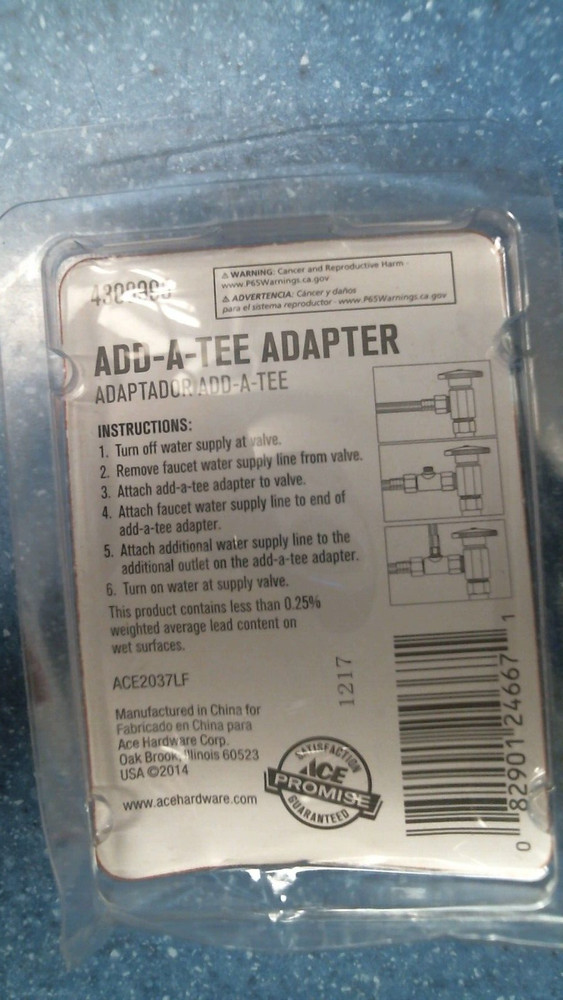 ⚠ WARNING: Cancer and Reproductive Harm -
www.P65Warnings.ca.gov
⚠ ADVERTENCIA: Cáncer y daños
para el sistema reproductor - www.P65Warnings.ca.gov
ADD-A-TEE ADAPTER
ADAPTADOR ADD-A-TEE
INSTRUCTIONS:
1. Turn off water supply at valve.
2. Remove faucet water supply line from valve.
3. Attach add-a-tee adapter to valve.
4. Attach faucet water supply line to end of
add-a-tee adapter.
5. Attach additional water supply line to the
additional outlet on the add-a-tee adapter.
6. Turn on water at supply valve.
This product contains less than 0.25%
weighted average lead content on
wet surfaces.
ACE2037LF
1217
Manufactured in China for
Fabricado en China para
Ace Hardware Corp.
Oak Brook, Illinois 60523
USA ©2014
www.acehardware.com
SATISFACTION
ACE
PROMISE
GUARANTEED
0 82901 24667 1